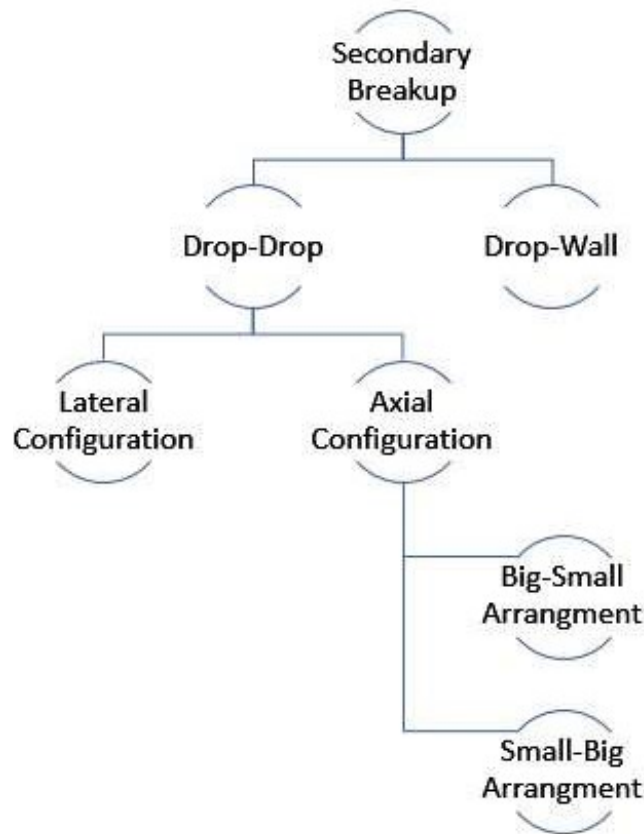 Secondary
Breakup
Drop-Drop
Drop-Wall
Lateral
Configuration
Axial
Configuration
Big-Small
Arrangment
Small-Big
Arrangment